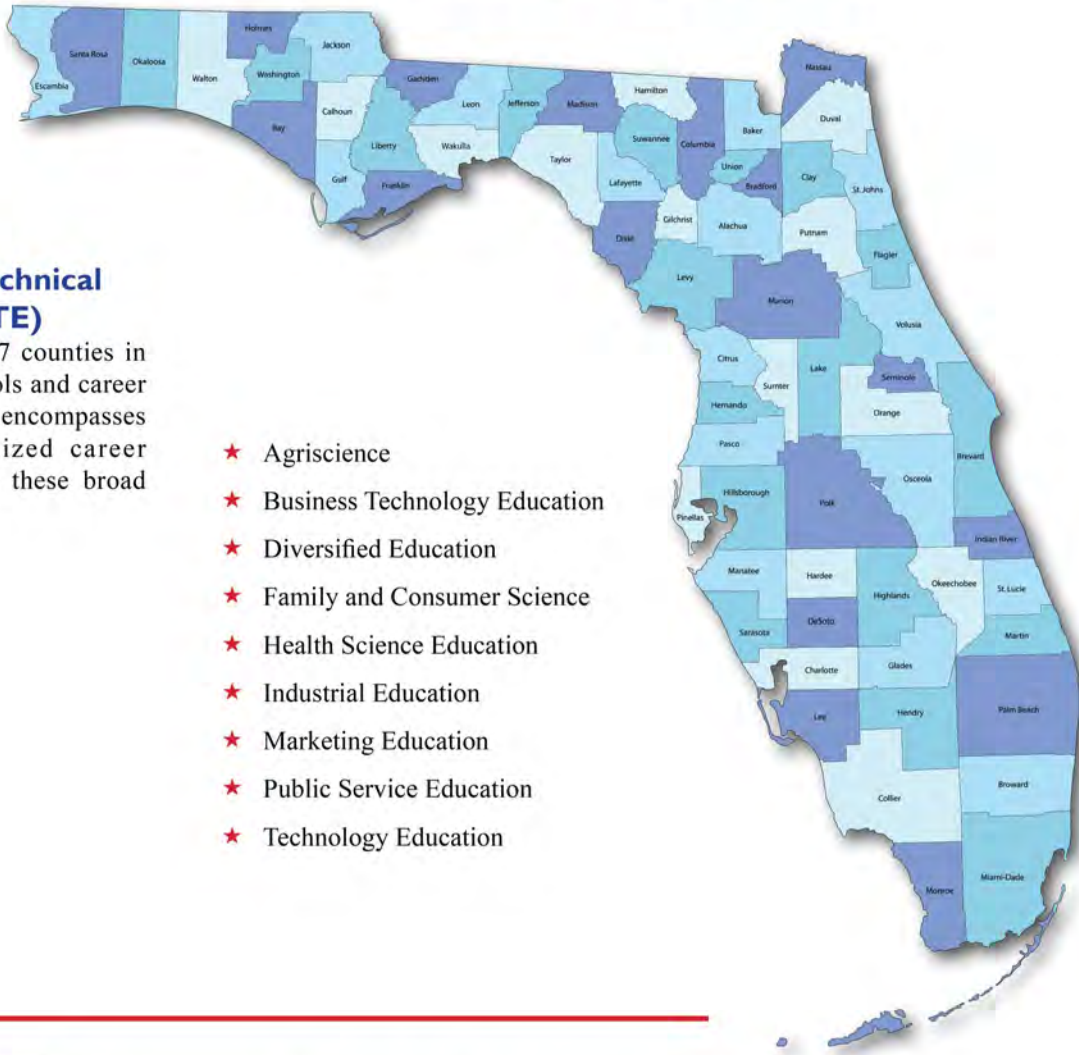 chnical
TE)
7 counties in
ols and career
encompasses
ized career
these broad
★ Agriscience
★ Business Technology Education
★ Diversified Education
★ Family and Consumer Science
★ Health Science Education
★ Industrial Education
★ Marketing Education
★ Public Service Education
★ Technology Education
Escambia
Santa Rosa
Okaloosa
Walton
Holmes
Washington
Jackson
Bay
Calhoun
Gulf
Gadsden
Liberty
Franklin
Leon
Wakulla
Jefferson
Madison
Taylor
Hamilton
Suwannee
Lafayette
Dixie
Columbia
Gilchrist
Levy
Baker
Union
Bradford
Alachua
Nassau
Duval
Clay
St. Johns
Putnam
Flagler
Marion
Volusia
Citrus
Sumter
Lake
Seminole
Hernando
Orange
Pasco
Brevard
Osceola
Pinellas
Hillsborough
Polk
Indian River
Manatee
Hardee
Highlands
Okeechobee
St. Lucie
Sarasota
DeSoto
Martin
Charlotte
Glades
Lee
Hendry
Palm Beach
Collier
Broward
Monroe
Miami-Dade